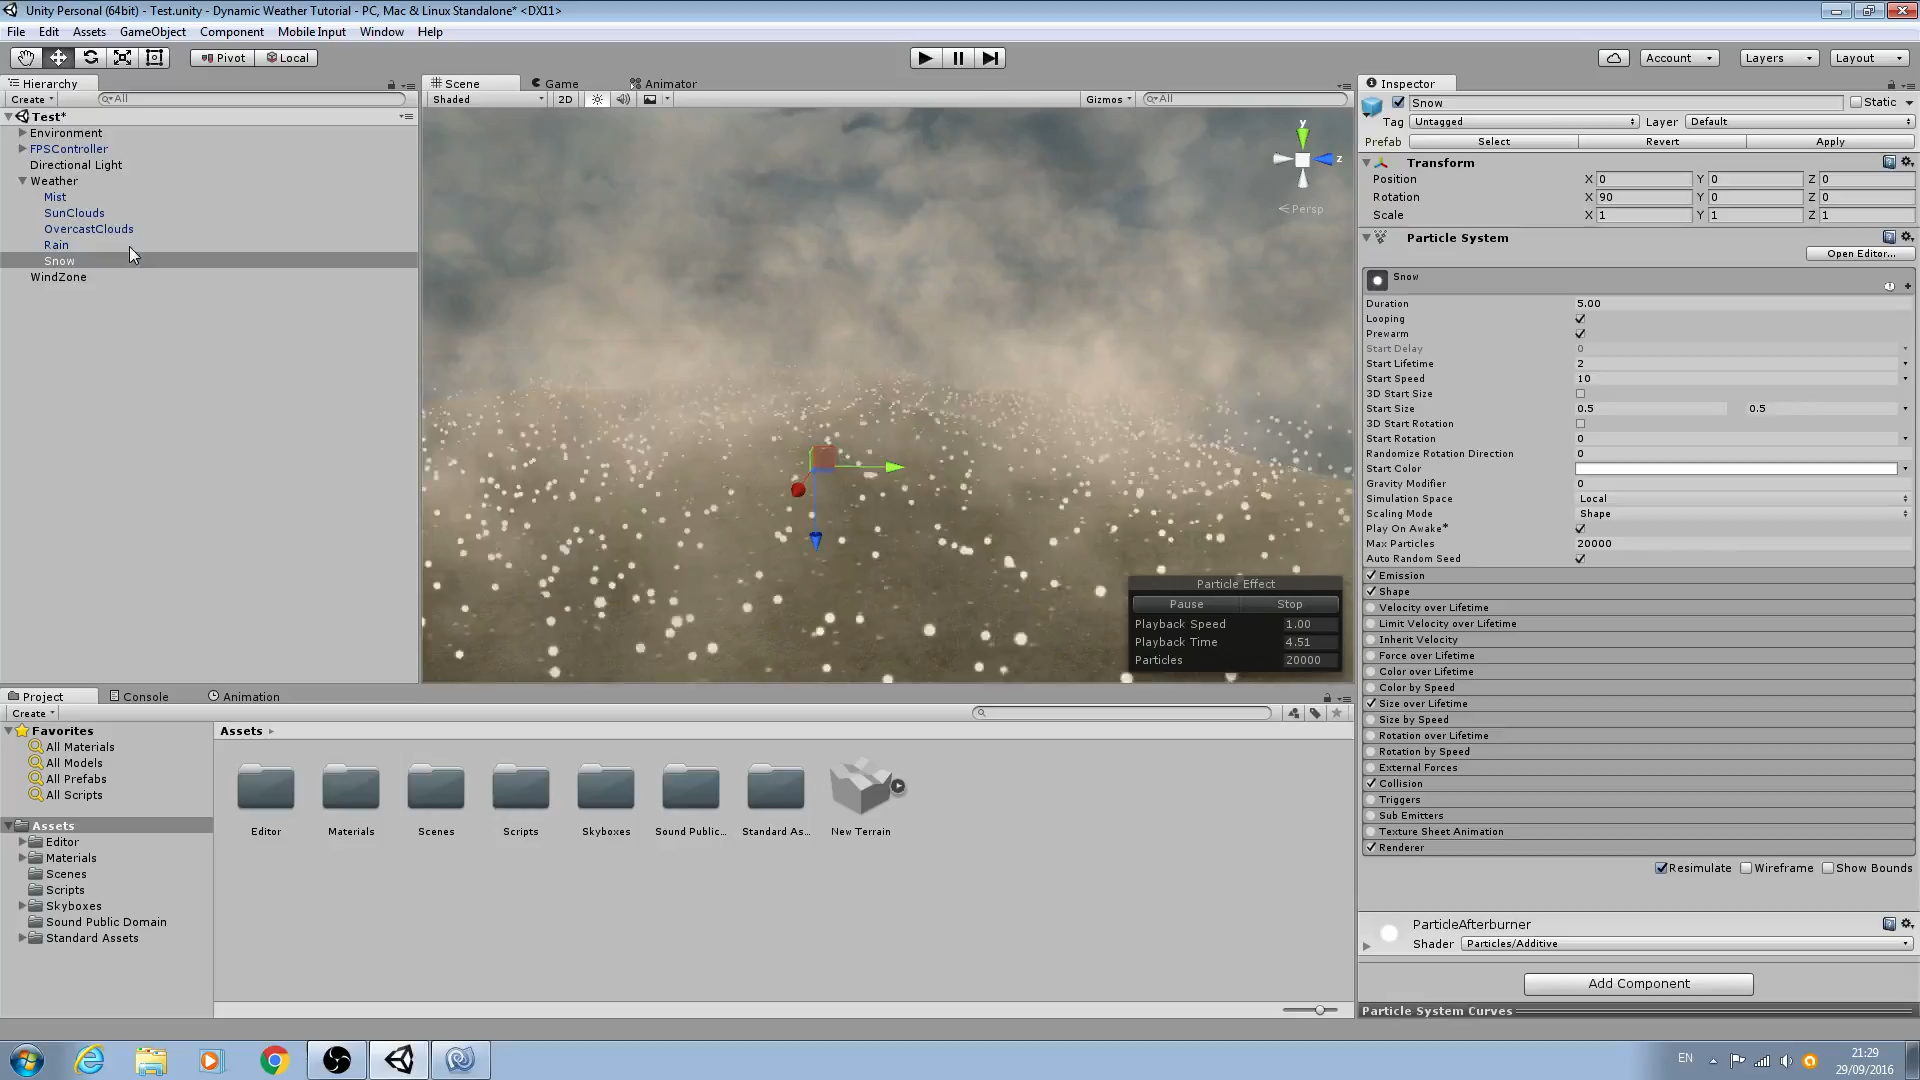 Unity Personal (64bit) - Test.unity - Dynamic Weather Tutorial - PC, Mac & Linux Standalone* <DX11>
File Edit Assets GameObject Component Mobile Input Window Help
Pivot Local Account Layers Layout
Hierarchy
Create All
Test*
Environment
FPSController
Directional Light
Weather
Mist
SunClouds
OvercastClouds
Rain
Snow
WindZone
Scene Game Animator
Shaded 2D Gizmos All
y
z
Persp
Particle Effect
Pause Stop
Playback Speed 1.00
Playback Time 4.51
Particles 20000
Inspector
Snow Static
Tag Untagged Layer Default
Prefab Select Revert Apply
Transform
Position X 0 Y 0 Z 0
Rotation X 90 Y 0 Z 0
Scale X 1 Y 1 Z 1
Particle System
Open Editor...
Snow
Duration 5.00
Looping
Prewarm
Start Delay 0
Start Lifetime 2
Start Speed 10
3D Start Size
Start Size 0.5 0.5
3D Start Rotation
Start Rotation 0
Randomize Rotation Direction 0
Start Color
Gravity Modifier 0
Simulation Space Local
Scaling Mode Shape
Play On Awake*
Max Particles 20000
Auto Random Seed
Emission
Shape
Velocity over Lifetime
Limit Velocity over Lifetime
Inherit Velocity
Force over Lifetime
Color over Lifetime
Color by Speed
Size over Lifetime
Size by Speed
Rotation over Lifetime
Rotation by Speed
External Forces
Collision
Triggers
Sub Emitters
Texture Sheet Animation
Renderer
Resimulate Wireframe Show Bounds
ParticleAfterburner
Shader Particles/Additive
Add Component
Particle System Curves
Project Console Animation
Create
Favorites
All Materials
All Models
All Prefabs
All Scripts
Assets
Editor
Materials
Scenes
Scripts
Skyboxes
Sound Public Domain
Standard Assets
Assets
Editor Materials Scenes Scripts Skyboxes Sound Public... Standard As... New Terrain
EN
21:29
29/09/2016